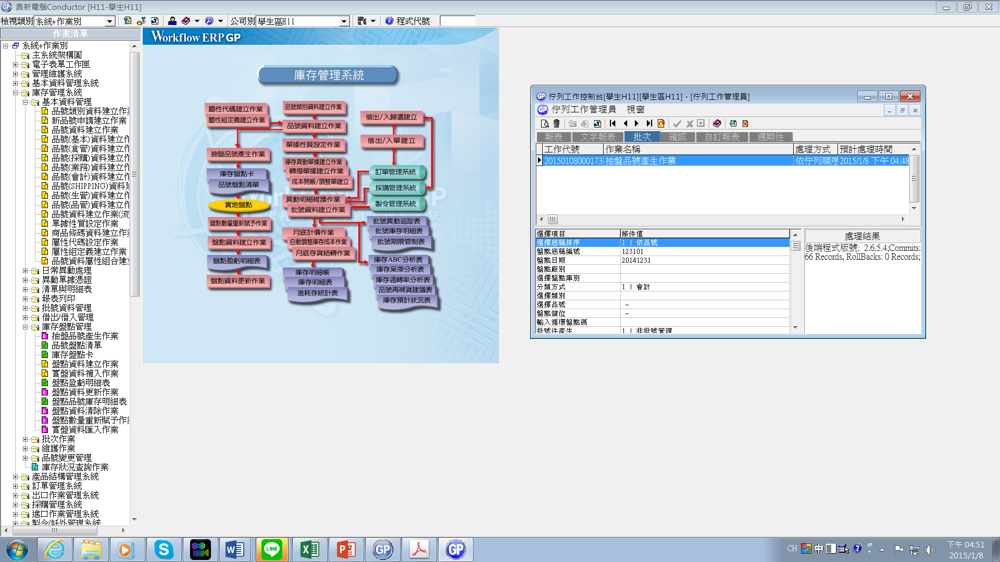 鼎新電腦Conductor [H11-學生H11]
檢視類別 系統+作業別 公司別 學生區H11 程式代號
作業清單
系統+作業別
主系統架構圖
電子表單工作匣
管理維護系統
基本資料管理系統
庫存管理系統
基本資料管理
品號類別資料建立作業
新品號申請建立作業
品號資料建立作業
品號(基本)資料建立作
品號(倉管)資料建立作
品號(採購)資料建立作
品號(業務)資料建立作
品號(會計)資料建立作
品號(SHIPPING)資料建
品號(生管)資料建立作
品號(品管)資料建立作
品號資料建立作業(流
單據性質設定作業
商品條碼資料建立作
屬性代碼設定作業
屬性組定義建立作業
品號資料屬性組合建立
日常異動處理
異動單據憑證
清單與明細表
報表列印
批號資料管理
借出/借入管理
庫存盤點管理
抽盤品號產生作業
品號盤點清單
庫存盤點卡
盤點資料建立作業
實盤資料補入作業
盤點盈虧明細表
盤點資料更新作業
盤點品號庫存明細表
盤點資料清除作業
盤點數量重新賦予作業
實盤資料匯入作業
批次作業
維護作業
品號變更管理
庫存狀況查詢作業
產品結構管理系統
訂單管理系統
出口作業管理系統
採購管理系統
進口作業管理系統
製令/託外管理系統
Workflow ERP GP
庫存管理系統
屬性代碼建立作業
屬性組定義建立作業
抽盤品號產生作業
庫存盤點卡
品號盤點清單
實地盤點
盤點數量重新賦予作業
盤點資料建立作業
盤點盈虧明細表
盤點資料更新作業
品號類別資料建立作業
品號資料建立作業
單據性質設定作業
庫存異動單據建立作業
轉撥單據建立作業
成本開帳/調整單建立
異動明細維護作業
批號資料建立作業
月底計價作業
自動調整庫存成本作業
月底存貨結轉作業
庫存明細帳
庫存明細表
進耗存統計表
借出/入歸還建立
借出/入單建立
訂單管理系統
採購管理系統
製令管理系統
批號異動追蹤表
批號庫存明細表
批號期限管制表
庫存ABC分析表
庫存呆滯分析表
庫存週轉率分析表
品號再補貨建議表
庫存預計狀況表
佇列工作控制台[學生H11][學生區H11] - [佇列工作管理員]
佇列工作管理員 視窗
報表 文字報表 批次 確認 自訂報表 週期性
工作代號 作業名稱 處理方式 預計處理時間
20150108000173 抽盤品號產生作業 依佇列順序 2015/1/8 下午 04:48
選擇項目 條件值
選擇底稿排序 1 | 依品號
盤點底稿編號 123101
盤點日期 20141231
盤點廠別
選擇盤點庫別
分類方式 1 | 會計
選擇類別
選擇品號 ~
盤點儲位 ~
輸入循環盤點碼
批號件產生 1 | 非批號管理
處理結果
後端程式版號: 2.6.5.4;Commits:
66 Records, RollBacks: 0 Records;
LINE
CH 中
下午 04:51
2015/1/8